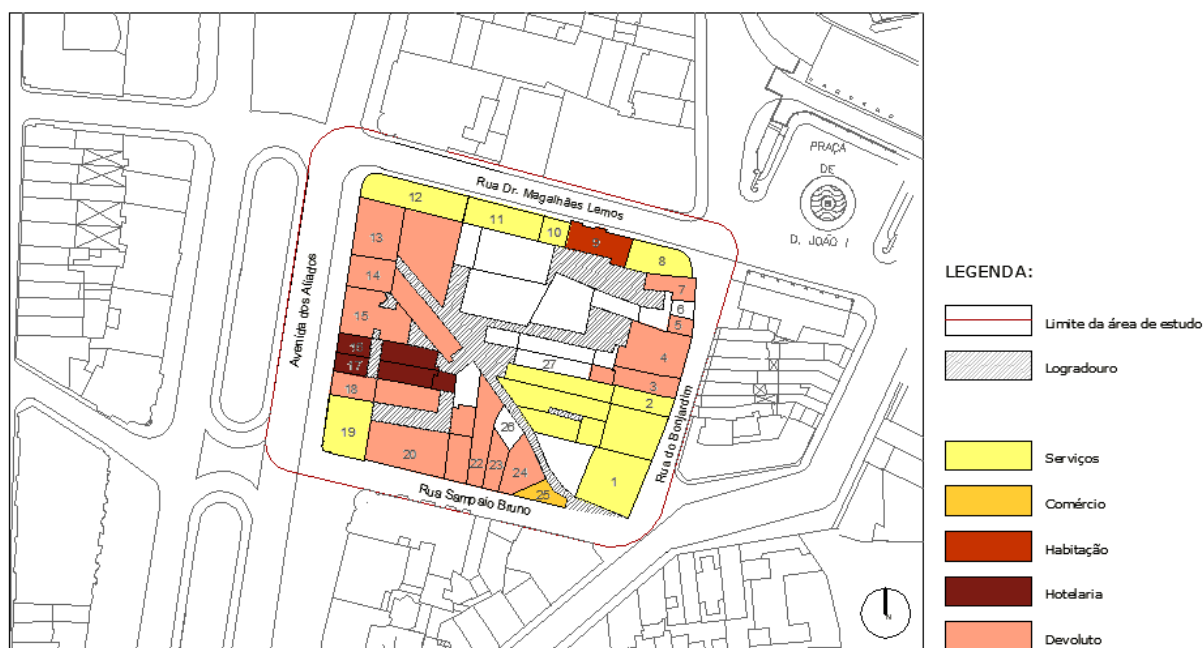 PRAÇA
DE
D. JOÃO I
Rua Dr. Magalhães Lemos
12
11
10
9
8
13
7
14
6
15
5
Avenida dos Aliados
4
16
27
17
3
18
2
Rua do Bonjardim
19
26
20
22
23
24
1
25
Rua Sampaio Bruno
N
LEGENDA:
Limite da área de estudo
Logradouro
Serviços
Comércio
Habitação
Hotelaria
Devoluto